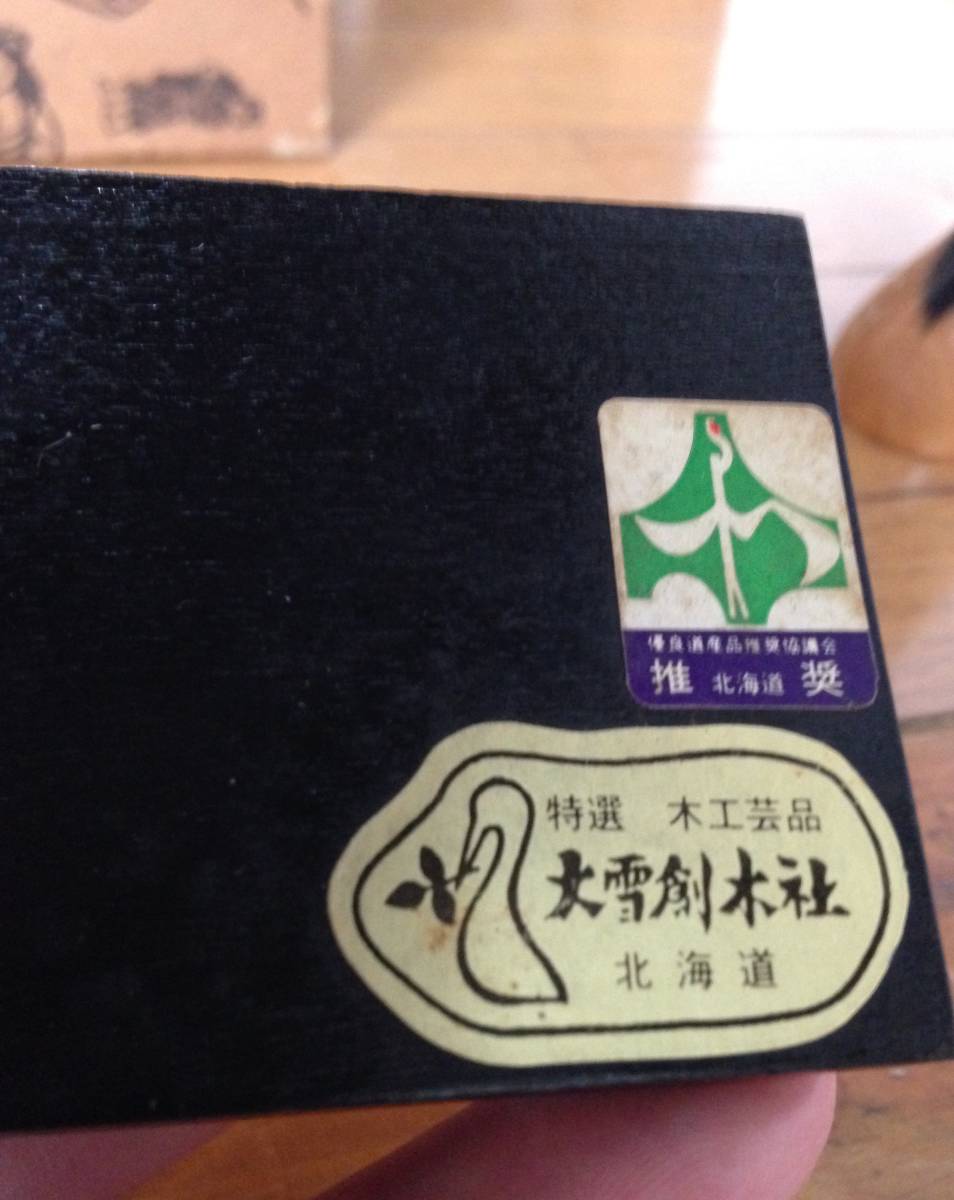 優良道産品推奨協議会
推 北海道 奨
特選 木工芸品
大雪創木社
北海道